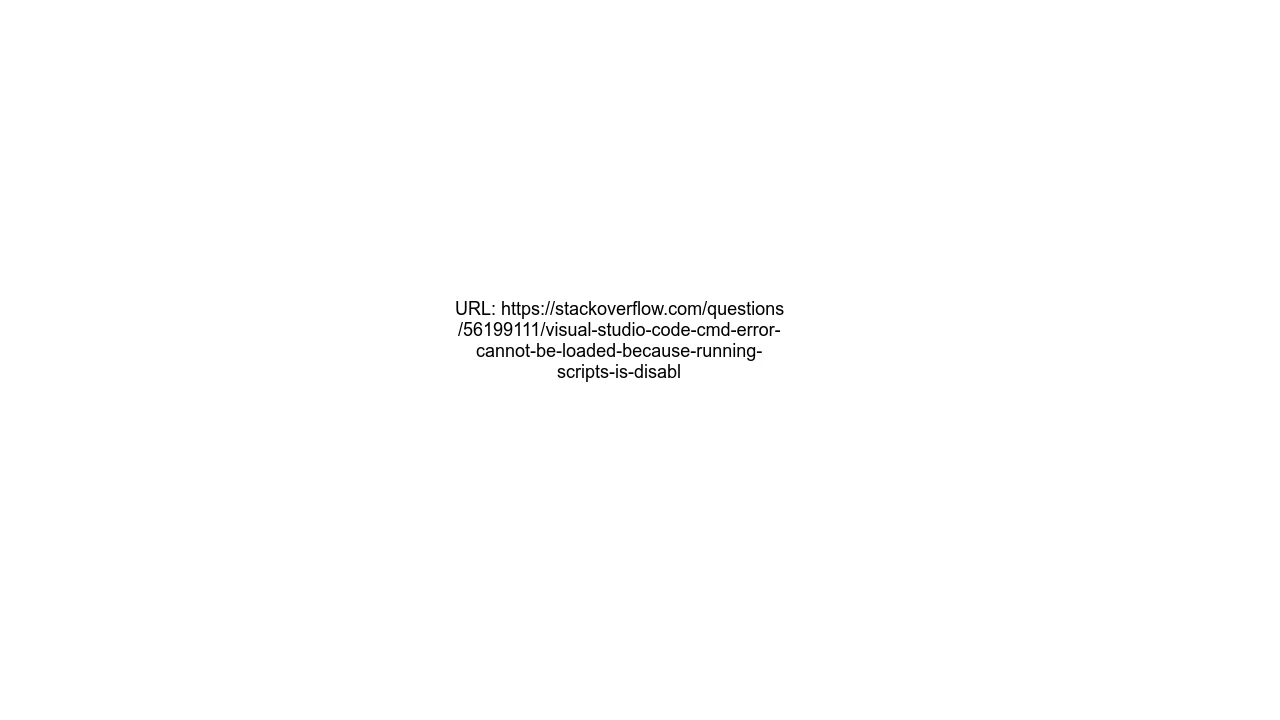 URL: https://stackoverflow.com/questions
/56199111/visual-studio-code-cmd-error-
cannot-be-loaded-because-running-
scripts-is-disabl